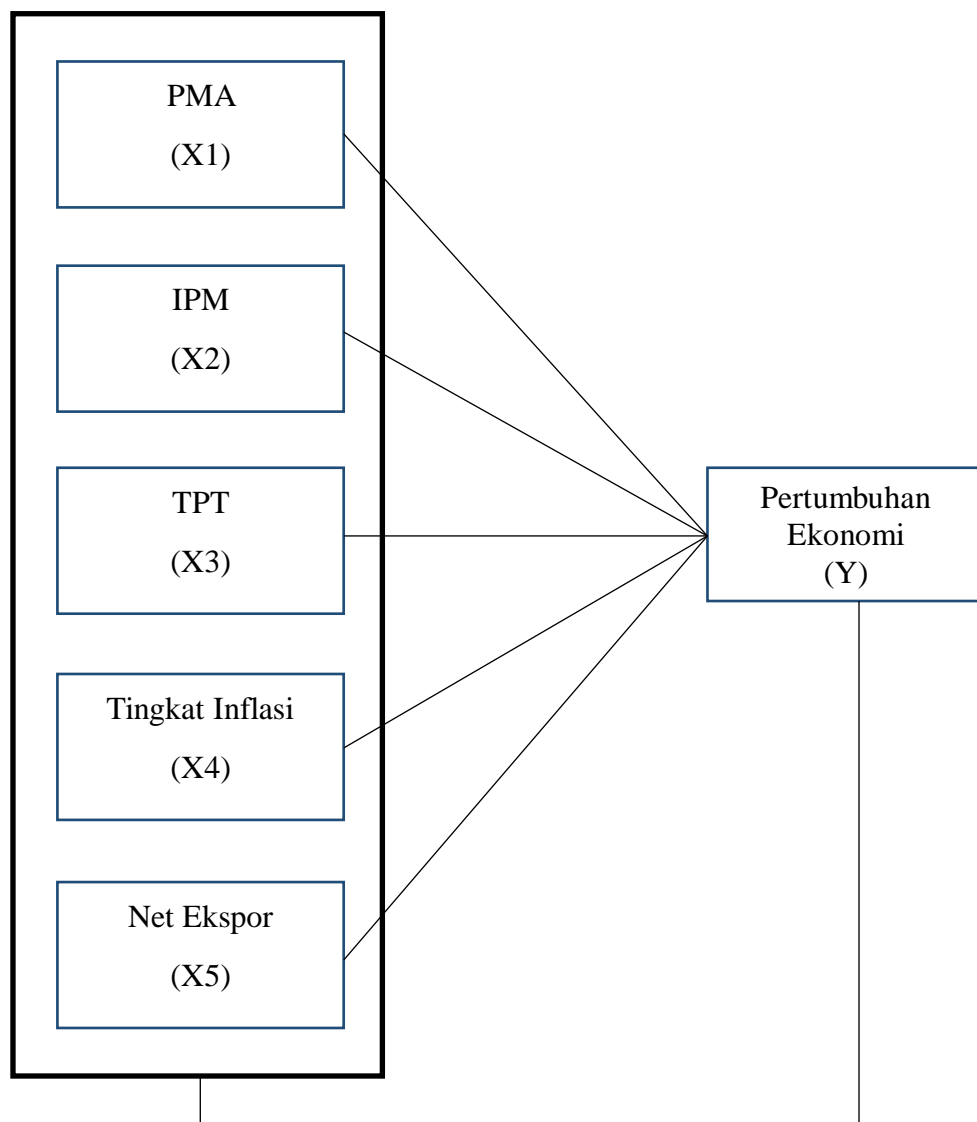 PMA
(X1)
IPM
(X2)
TPT
(X3)
Tingkat Inflasi
(X4)
Net Ekspor
(X5)
Pertumbuhan
Ekonomi
(Y)